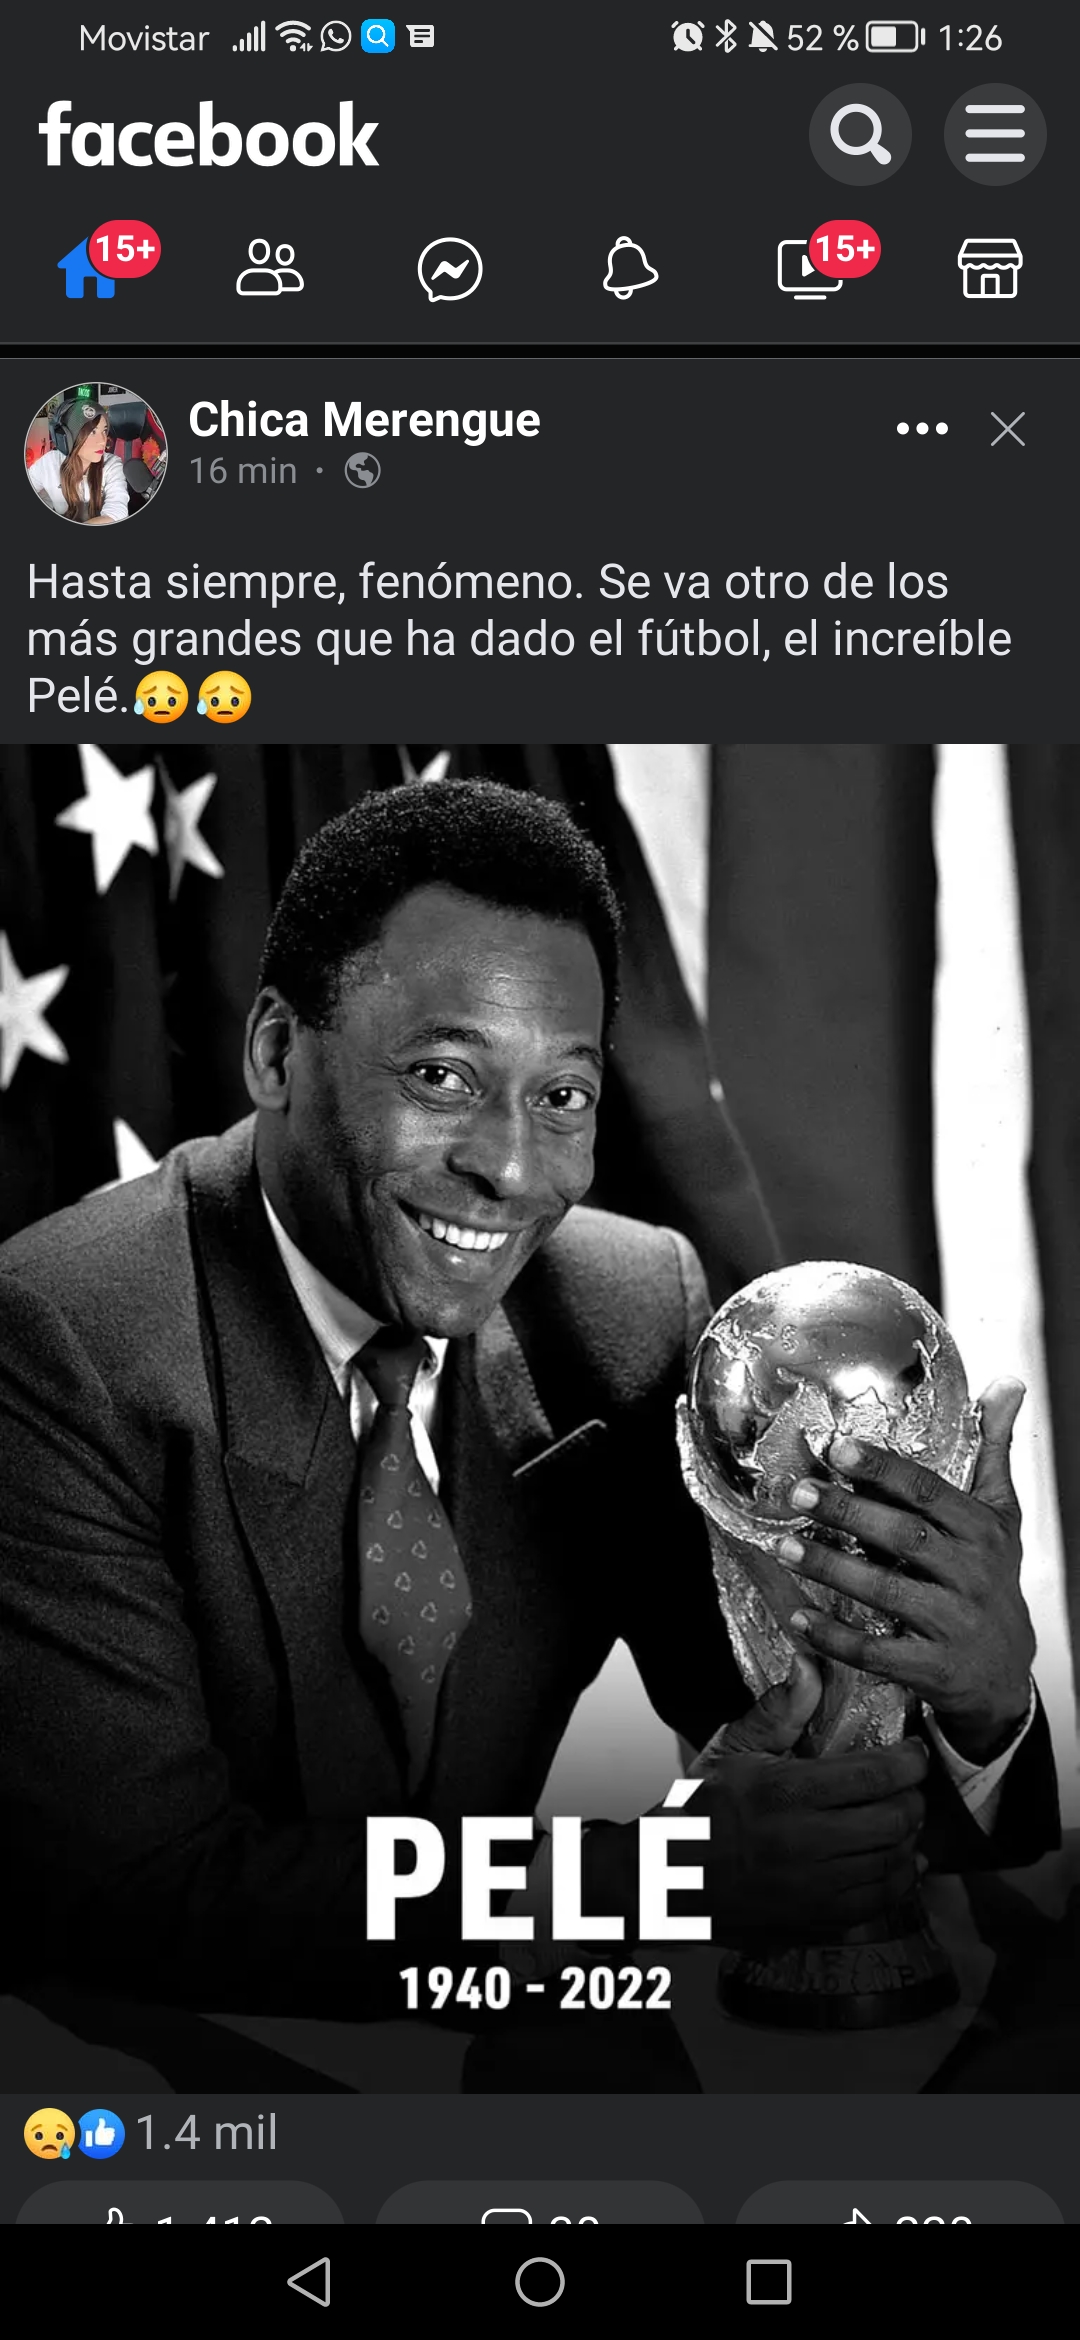 Movistar 52 % 1:26
facebook
15+ 15+
Chica Merengue
16 min ·
Hasta siempre, fenómeno. Se va otro de los
más grandes que ha dado el fútbol, el increíble
Pelé.😥😥
PELÉ
1940 - 2022
1.4 mil